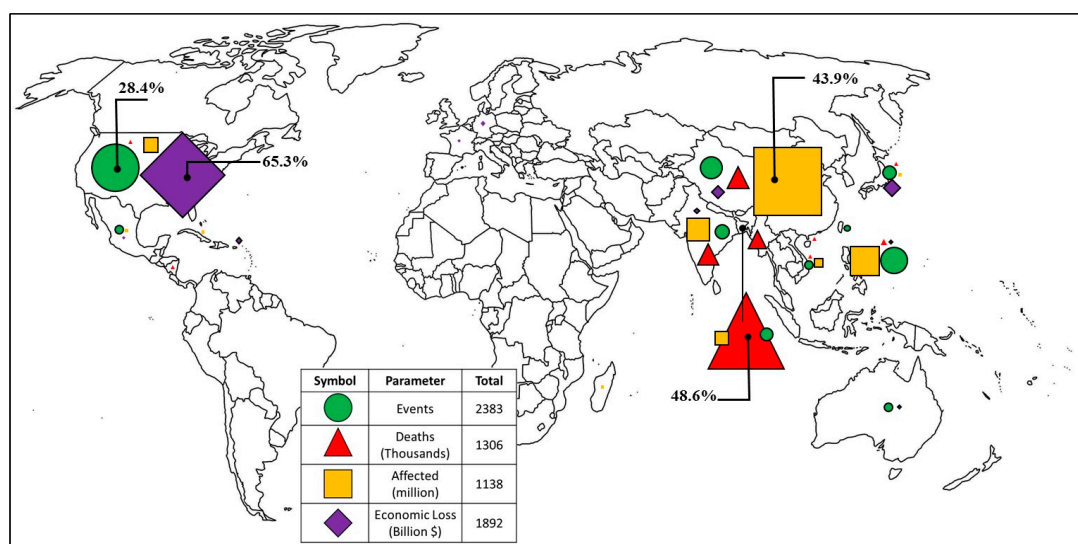 28.4%
43.9%
65.3%
48.6%
Symbol Parameter Total
Events 2383
Deaths
(Thousands) 1306
Affected
(million) 1138
Economic Loss
(Billion $) 1892